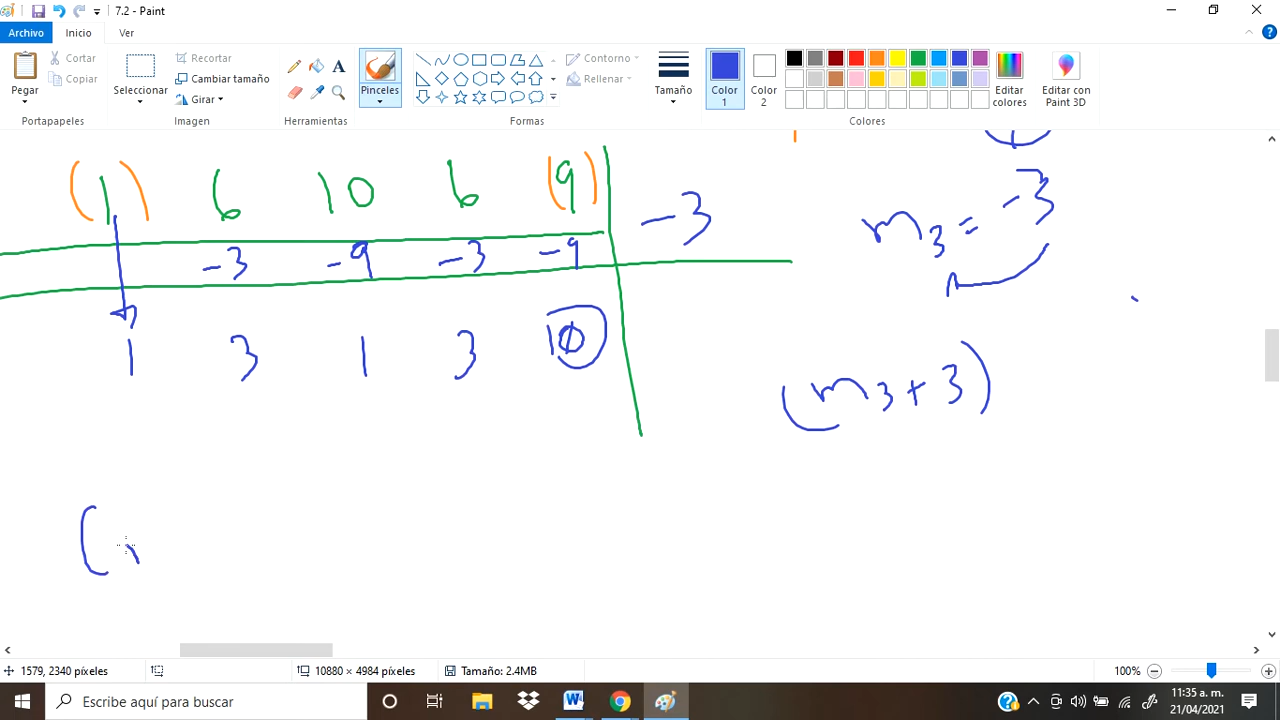 7.2 - Paint
Archivo Inicio Ver
Pegar
Cortar
Copiar
Portapapeles
Seleccionar
Recortar
Cambiar tamaño
Girar
Imagen
A
Herramientas
Pinceles
Contorno
Rellenar
Formas
Tamaño
Color 1
Color 2
Editar colores
Editar con Paint 3D
Colores
(1) 6 10 6 (9) -3
-3 -9 -3 -9
1 3 1 3 0
m3 = -3
(m3 + 3)
(
1579, 2340 píxeles 10880 × 4984 píxeles Tamaño: 2.4MB 100%
Escribe aquí para buscar
11:35 a. m.
21/04/2021